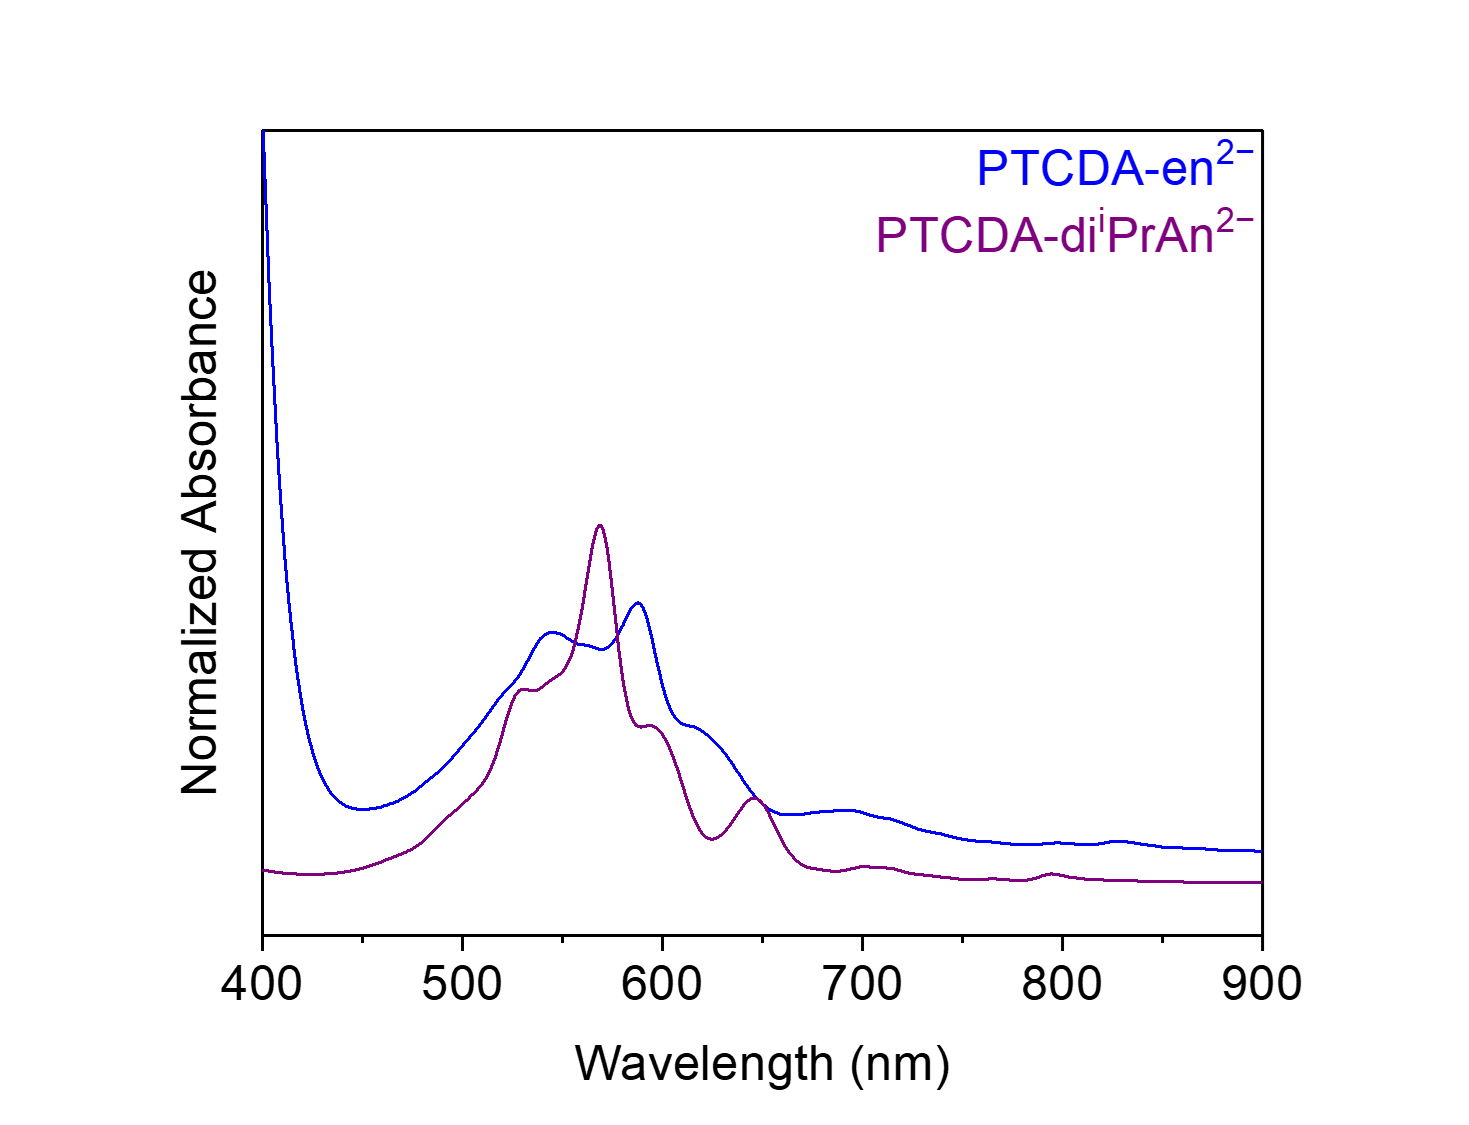 PTCDA-en²⁻
PTCDA-diⁱPrAn²⁻
Normalized Absorbance
400 500 600 700 800 900
Wavelength (nm)